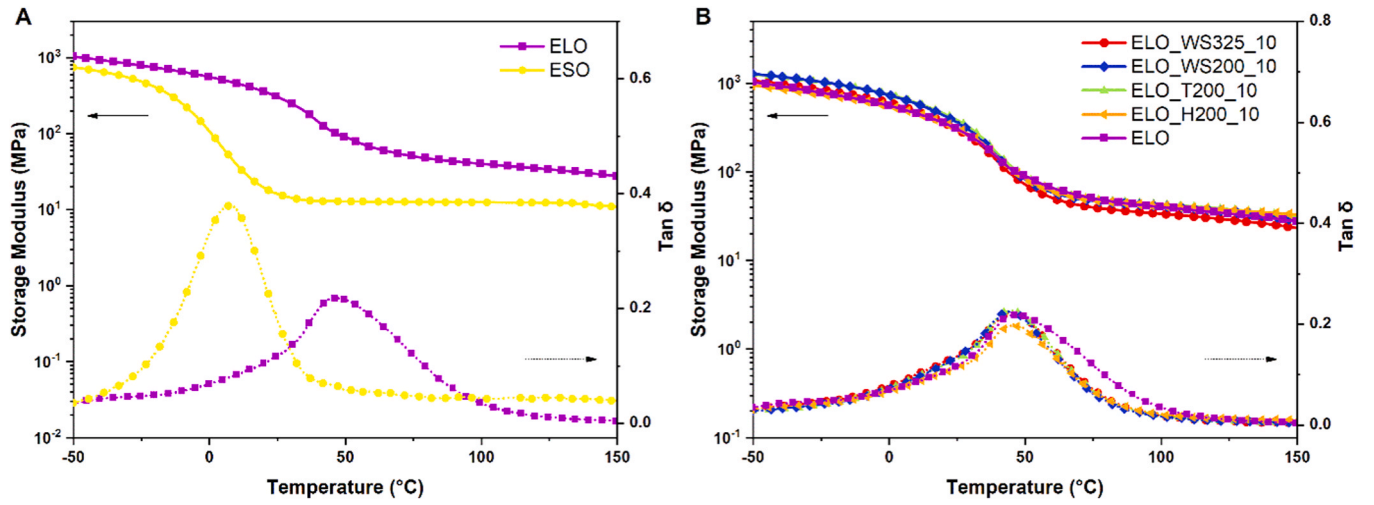 A
ELO
ESO
Storage Modulus (MPa)
10³
10²
10¹
10⁰
10⁻¹
10⁻²
0.6
0.4
0.2
0.0
Tan δ
-50
0
50
100
150
Temperature (°C)
B
ELO_WS325_10
ELO_WS200_10
ELO_T200_10
ELO_H200_10
ELO
Storage Modulus (MPa)
10³
10²
10¹
10⁰
10⁻¹
0.8
0.6
0.4
0.2
0.0
Tan δ
-50
0
50
100
150
Temperature (°C)